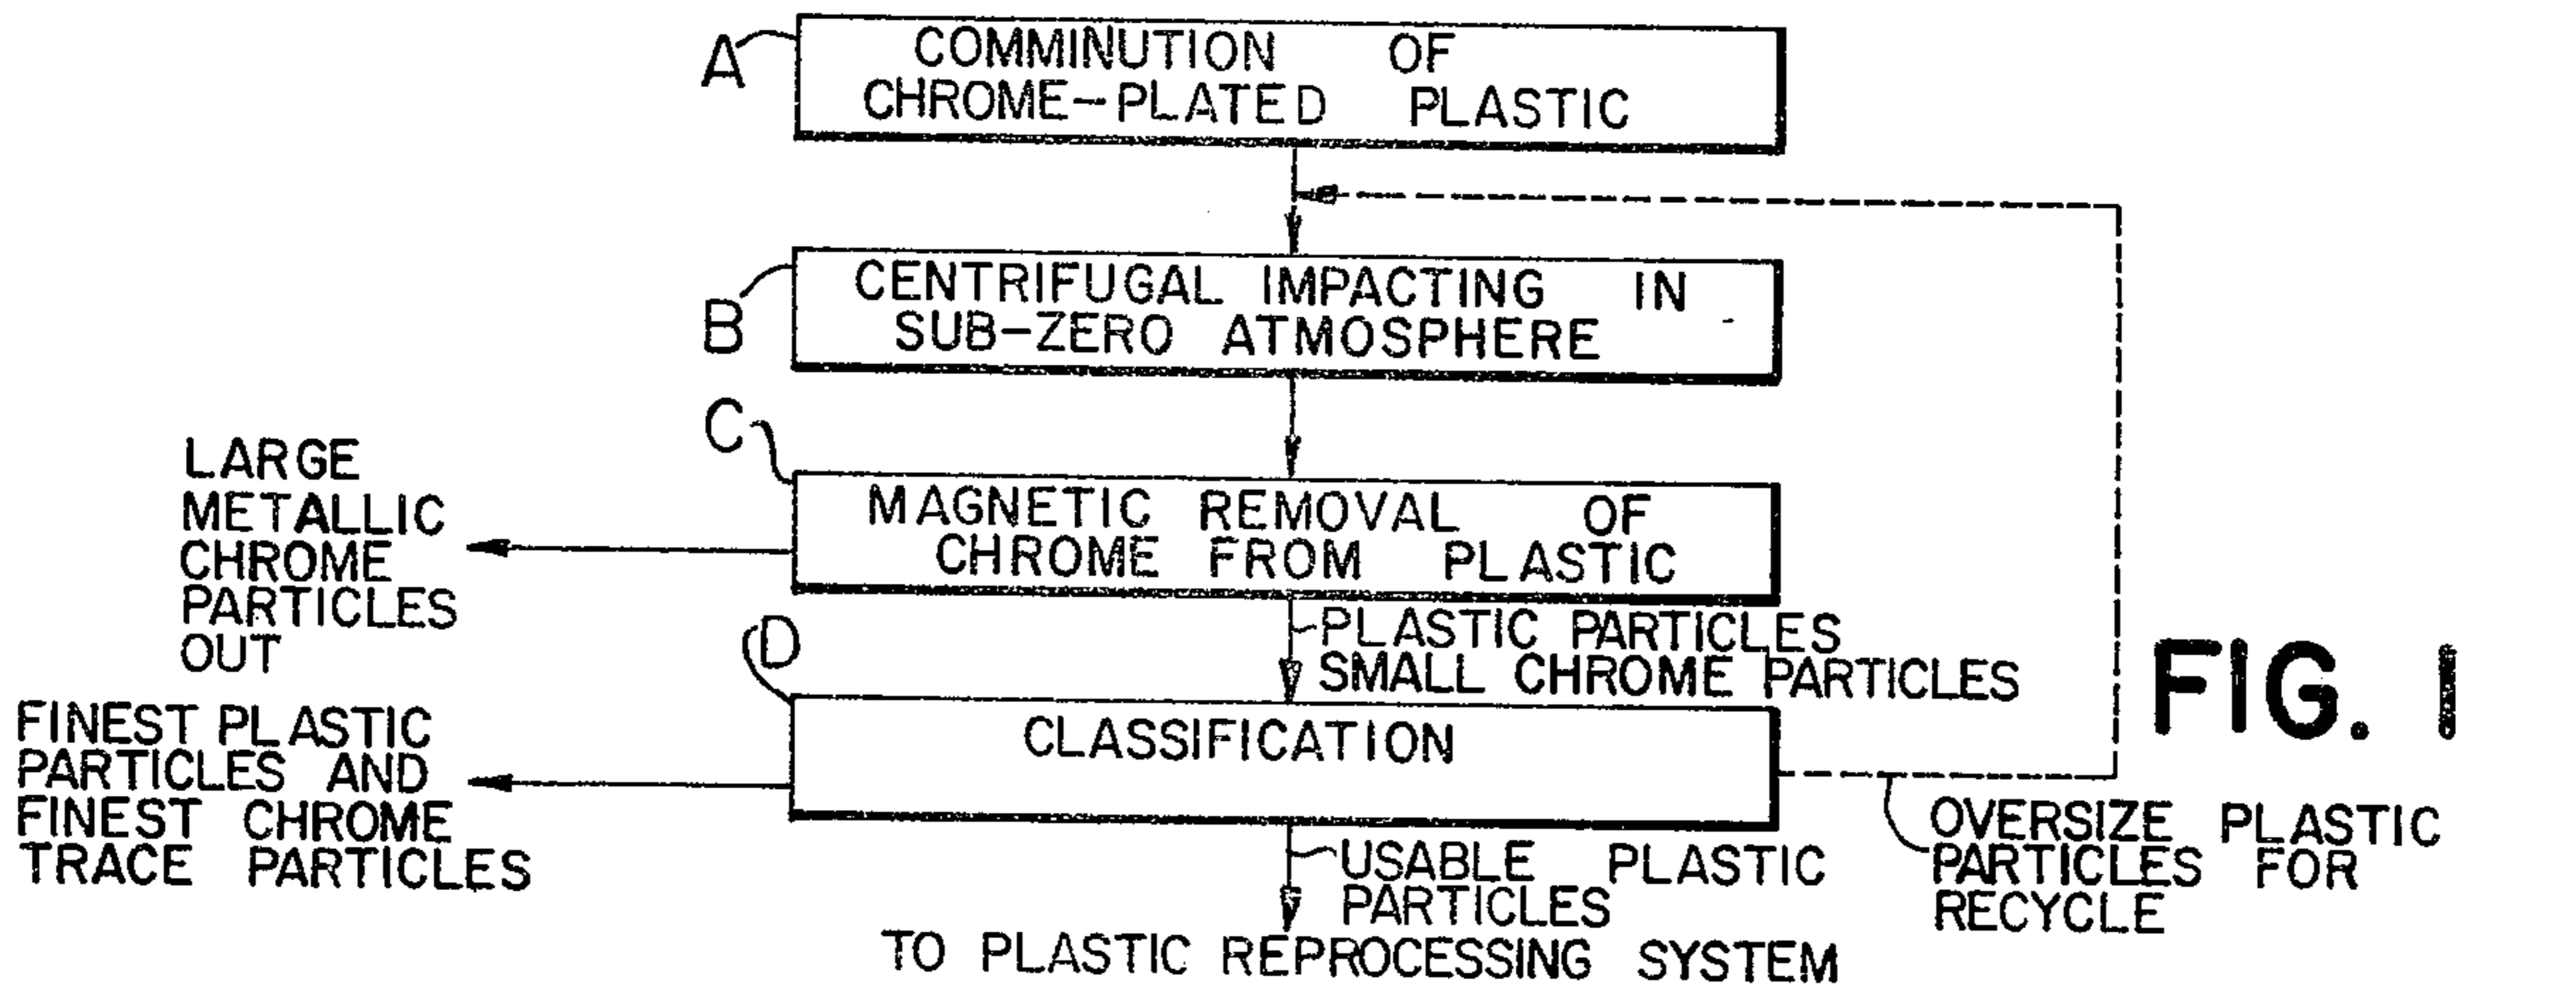 A
COMMINUTION OF
CHROME-PLATED PLASTIC
B
CENTRIFUGAL IMPACTING IN
SUB-ZERO ATMOSPHERE
C
MAGNETIC REMOVAL OF
CHROME FROM PLASTIC
LARGE
METALLIC
CHROME
PARTICLES
OUT
PLASTIC PARTICLES
SMALL CHROME PARTICLES
D
CLASSIFICATION
FINEST PLASTIC
PARTICLES AND
FINEST CHROME
TRACE PARTICLES
OVERSIZE PLASTIC
PARTICLES FOR
RECYCLE
USABLE PLASTIC
PARTICLES
TO PLASTIC REPROCESSING SYSTEM
FIG. 1